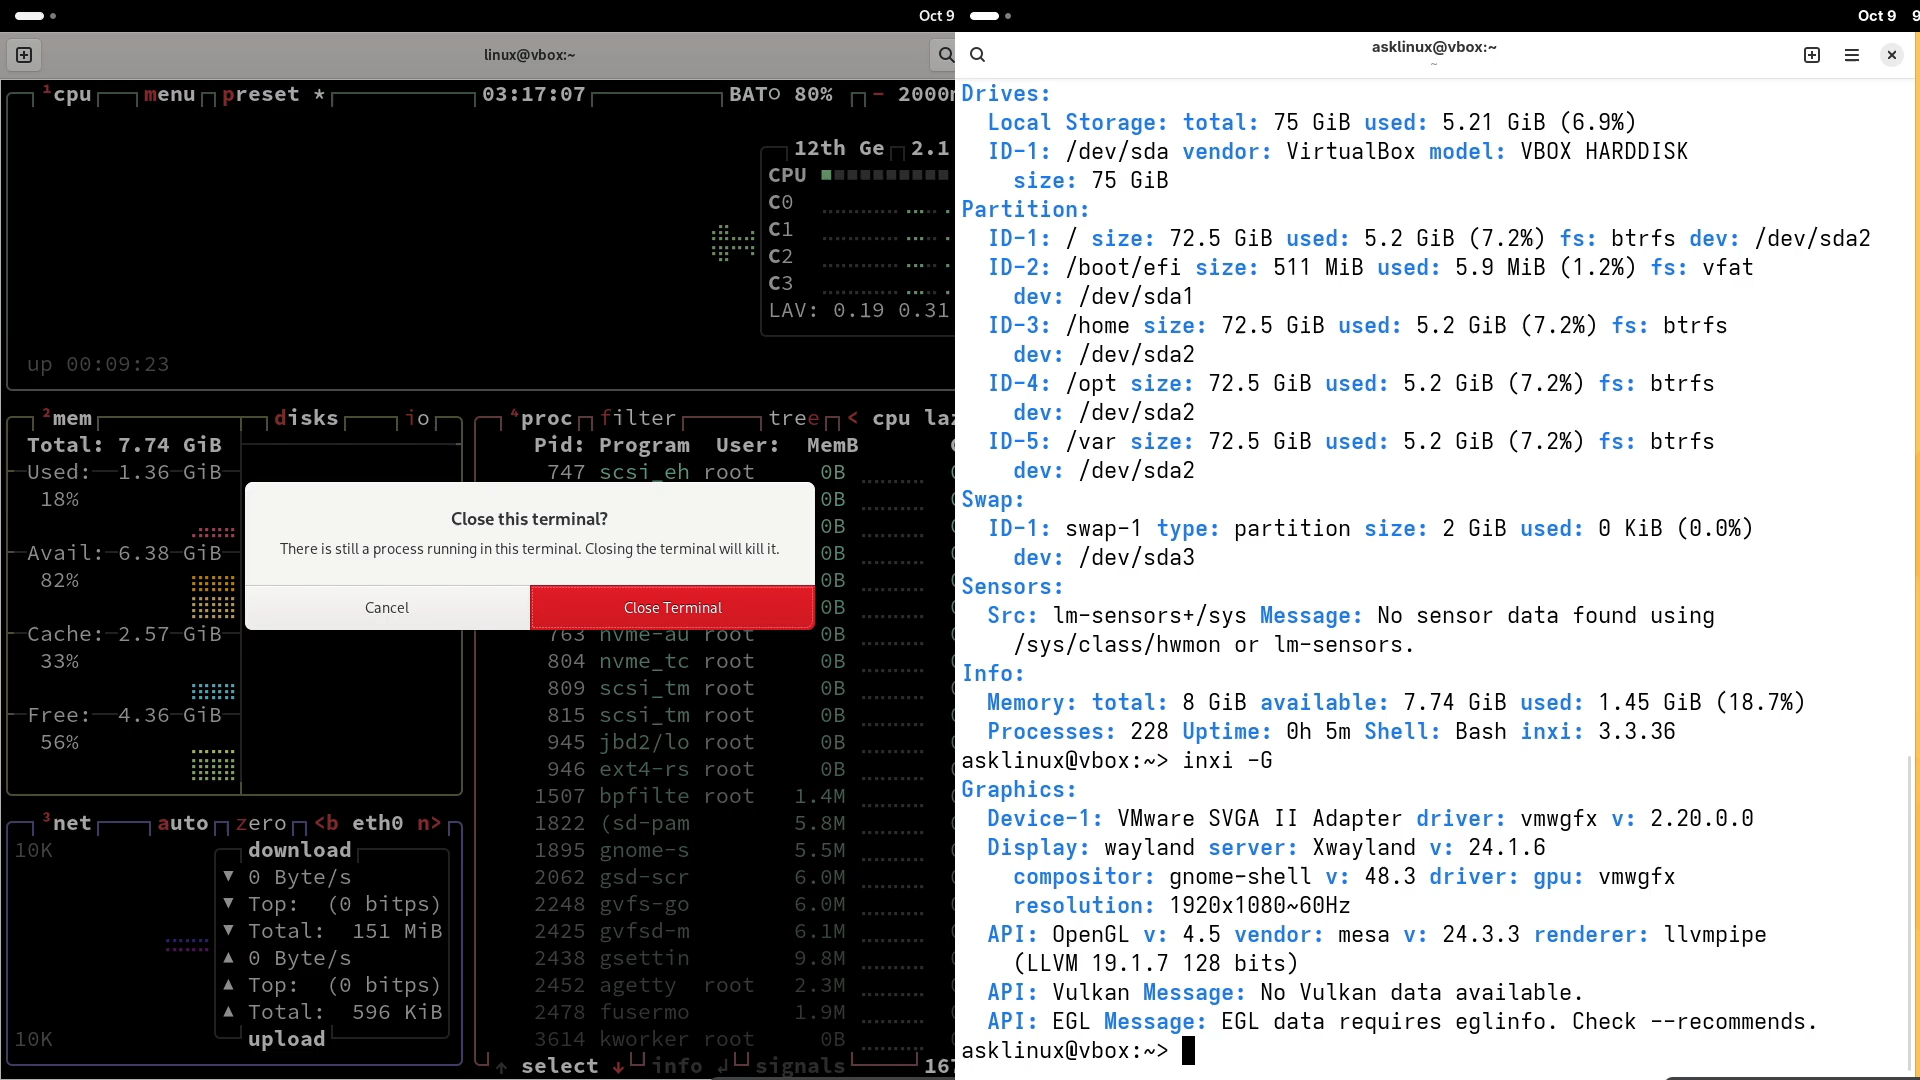 Oct 9
linux@vbox:~
¹cpu menu preset * 03:17:07 BAT○ 80% - 2000
12th Ge 2.1
CPU
C0
C1
C2
C3
LAV: 0.19 0.31
up 00:09:23
²mem disks io
Total: 7.74 GiB
Used: 1.36 GiB
18%
Avail: 6.38 GiB
82%
Cache: 2.57 GiB
33%
Free: 4.36 GiB
56%
⁴proc filter tree < cpu laz
Pid: Program User: MemB
747 scsi_eh root 0B
0B
0B
0B
0B
0B
763 nvme-au root 0B
804 nvme_tc root 0B
809 scsi_tm root 0B
815 scsi_tm root 0B
945 jbd2/lo root 0B
946 ext4-rs root 0B
1507 bpfilte root 1.4M
1822 (sd-pam 5.8M
1895 gnome-s 5.5M
2062 gsd-scr 6.0M
2248 gvfs-go 6.0M
2425 gvfsd-m 6.1M
2438 gsettin 9.8M
2452 agetty root 2.3M
2478 fusermo 1.9M
3614 kworker root 0B
↑ select ↓ info ↲ signals 167
Close this terminal?
There is still a process running in this terminal. Closing the terminal will kill it.
Cancel
Close Terminal
³net auto zero <b eth0 n>
10K
download
▼ 0 Byte/s
▼ Top: (0 bitps)
▼ Total: 151 MiB
▲ 0 Byte/s
▲ Top: (0 bitps)
▲ Total: 596 KiB
10K
upload
Oct 9 9
asklinux@vbox:~
~
Drives:
Local Storage: total: 75 GiB used: 5.21 GiB (6.9%)
ID-1: /dev/sda vendor: VirtualBox model: VBOX HARDDISK
size: 75 GiB
Partition:
ID-1: / size: 72.5 GiB used: 5.2 GiB (7.2%) fs: btrfs dev: /dev/sda2
ID-2: /boot/efi size: 511 MiB used: 5.9 MiB (1.2%) fs: vfat
dev: /dev/sda1
ID-3: /home size: 72.5 GiB used: 5.2 GiB (7.2%) fs: btrfs
dev: /dev/sda2
ID-4: /opt size: 72.5 GiB used: 5.2 GiB (7.2%) fs: btrfs
dev: /dev/sda2
ID-5: /var size: 72.5 GiB used: 5.2 GiB (7.2%) fs: btrfs
dev: /dev/sda2
Swap:
ID-1: swap-1 type: partition size: 2 GiB used: 0 KiB (0.0%)
dev: /dev/sda3
Sensors:
Src: lm-sensors+/sys Message: No sensor data found using
/sys/class/hwmon or lm-sensors.
Info:
Memory: total: 8 GiB available: 7.74 GiB used: 1.45 GiB (18.7%)
Processes: 228 Uptime: 0h 5m Shell: Bash inxi: 3.3.36
asklinux@vbox:~> inxi -G
Graphics:
Device-1: VMware SVGA II Adapter driver: vmwgfx v: 2.20.0.0
Display: wayland server: Xwayland v: 24.1.6
compositor: gnome-shell v: 48.3 driver: gpu: vmwgfx
resolution: 1920x1080~60Hz
API: OpenGL v: 4.5 vendor: mesa v: 24.3.3 renderer: llvmpipe
(LLVM 19.1.7 128 bits)
API: Vulkan Message: No Vulkan data available.
API: EGL Message: EGL data requires eglinfo. Check --recommends.
asklinux@vbox:~>